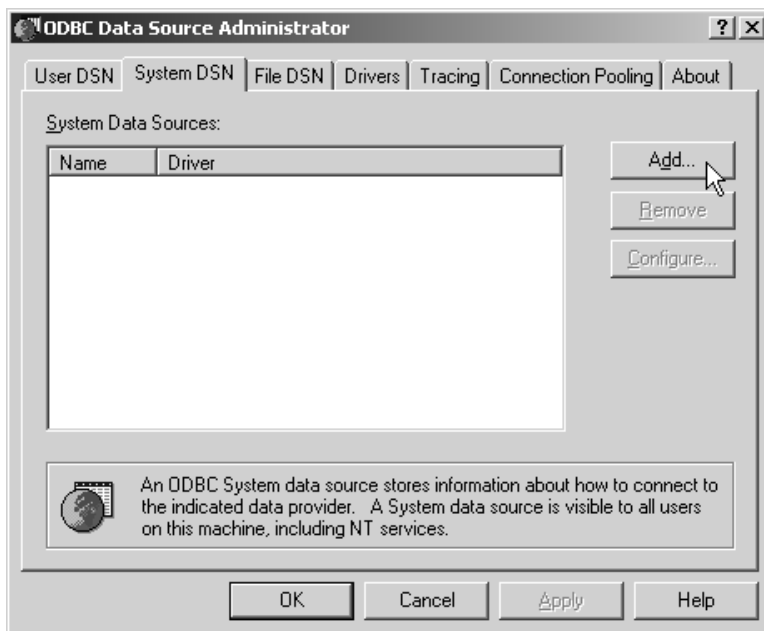 ODBC Data Source Administrator
User DSN System DSN File DSN Drivers Tracing Connection Pooling About
System Data Sources:
Name Driver
Add...
Remove
Configure...
An ODBC System data source stores information about how to connect to
the indicated data provider. A System data source is visible to all users
on this machine, including NT services.
OK Cancel Apply Help